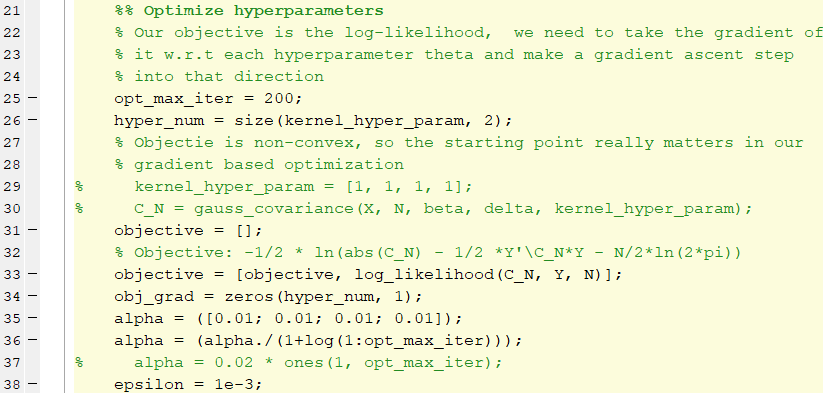 21 %% Optimize hyperparameters
22 % Our objective is the log-likelihood, we need to take the gradient of
23 % it w.r.t each hyperparameter theta and make a gradient ascent step
24 % into that direction
25 — opt_max_iter = 200;
26 — hyper_num = size(kernel_hyper_param, 2);
27 % Objectie is non-convex, so the starting point really matters in our
28 % gradient based optimization
29 % kernel_hyper_param = [1, 1, 1, 1];
30 % C_N = gauss_covariance(X, N, beta, delta, kernel_hyper_param);
31 — objective = [];
32 % Objective: -1/2 * ln(abs(C_N) - 1/2 *Y'\C_N*Y - N/2*ln(2*pi))
33 — objective = [objective, log_likelihood(C_N, Y, N)];
34 — obj_grad = zeros(hyper_num, 1);
35 — alpha = ([0.01; 0.01; 0.01; 0.01]);
36 — alpha = (alpha./(1+log(1:opt_max_iter)));
37 % alpha = 0.02 * ones(1, opt_max_iter);
38 — epsilon = 1e-3;